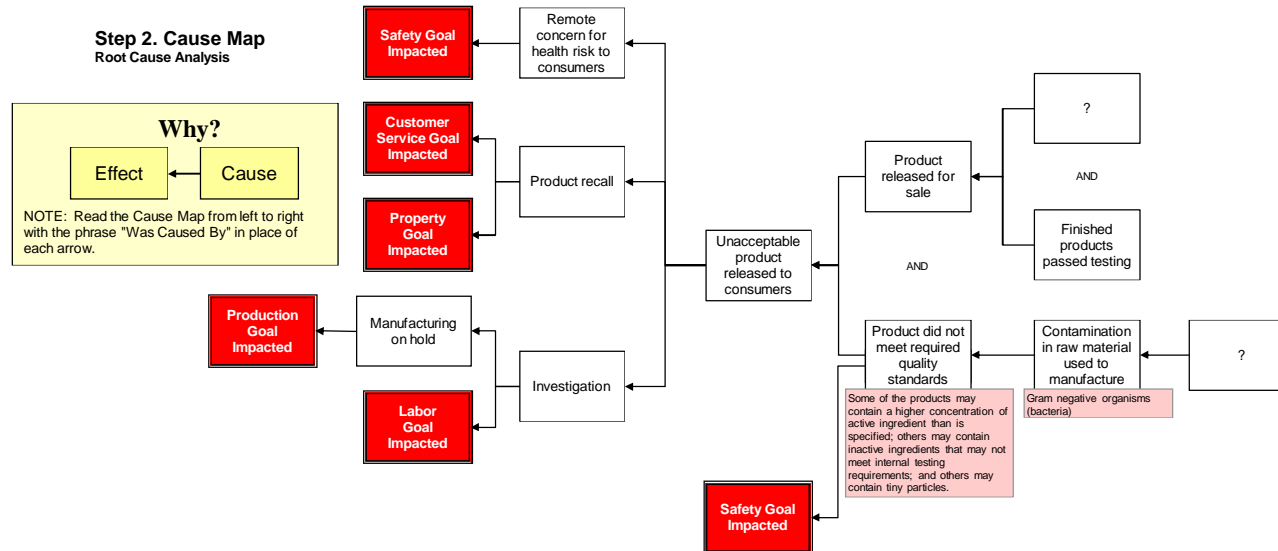 Step 2. Cause Map
Root Cause Analysis
Why?
Effect
Cause
NOTE: Read the Cause Map from left to right
with the phrase "Was Caused By" in place of
each arrow.
Safety Goal
Impacted
Remote
concern for
health risk to
consumers
Customer
Service Goal
Impacted
Product recall
Property
Goal
Impacted
Production
Goal
Impacted
Manufacturing
on hold
Investigation
Labor
Goal
Impacted
Unacceptable
product
released to
consumers
Product
released for
sale
AND
?
AND
Finished
products
passed testing
Product did not
meet required
quality
standards
Some of the products may
contain a higher concentration of
active ingredient than is
specified; others may contain
inactive ingredients that may not
meet internal testing
requirements; and others may
contain tiny particles.
Contamination
in raw material
used to
manufacture
Gram negative organisms
(bacteria)
?
Safety Goal
Impacted